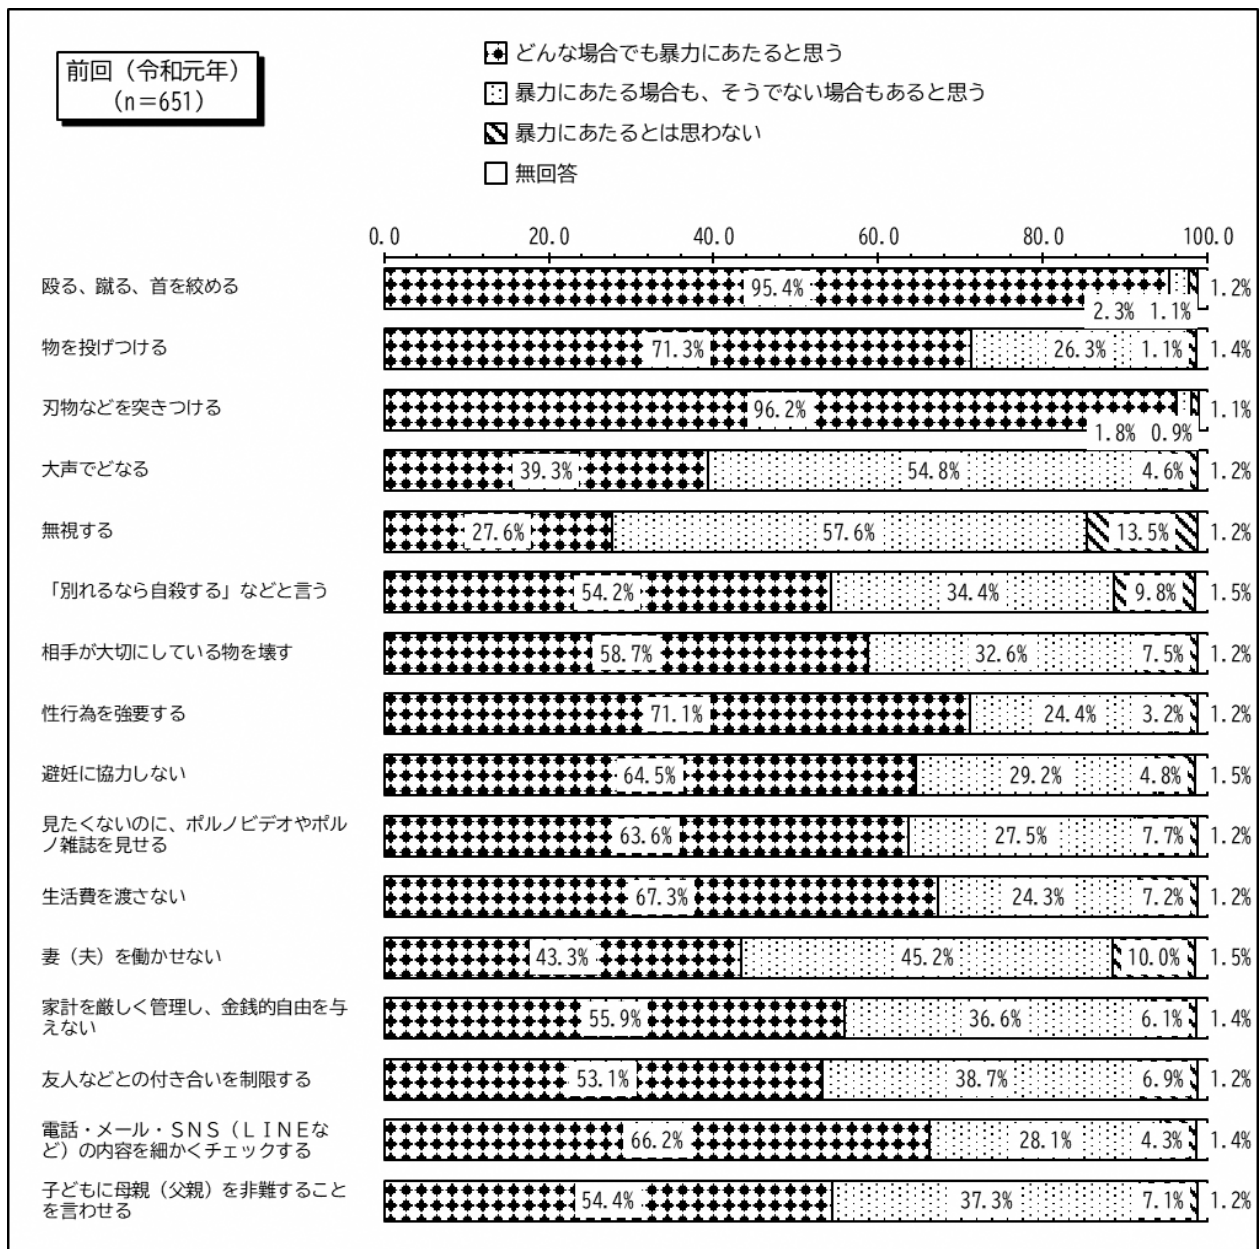 前回（令和元年）
（n＝651）
どんな場合でも暴力にあたると思う
暴力にあたる場合も、そうでない場合もあると思う
暴力にあたるとは思わない
無回答
0.0 20.0 40.0 60.0 80.0 100.0
殴る、蹴る、首を絞める 95.4% 2.3% 1.1% 1.2%
物を投げつける 71.3% 26.3% 1.1% 1.4%
刃物などを突きつける 96.2% 1.8% 0.9% 1.1%
大声でどなる 39.3% 54.8% 4.6% 1.2%
無視する 27.6% 57.6% 13.5% 1.2%
「別れるなら自殺する」などと言う 54.2% 34.4% 9.8% 1.5%
相手が大切にしている物を壊す 58.7% 32.6% 7.5% 1.2%
性行為を強要する 71.1% 24.4% 3.2% 1.2%
避妊に協力しない 64.5% 29.2% 4.8% 1.5%
見たくないのに、ポルノビデオやポル
ノ雑誌を見せる 63.6% 27.5% 7.7% 1.2%
生活費を渡さない 67.3% 24.3% 7.2% 1.2%
妻（夫）を働かせない 43.3% 45.2% 10.0% 1.5%
家計を厳しく管理し、金銭的自由を与
えない 55.9% 36.6% 6.1% 1.4%
友人などとの付き合いを制限する 53.1% 38.7% 6.9% 1.2%
電話・メール・ＳＮＳ（ＬＩＮＥな
ど）の内容を細かくチェックする 66.2% 28.1% 4.3% 1.4%
子どもに母親（父親）を非難すること
を言わせる 54.4% 37.3% 7.1% 1.2%